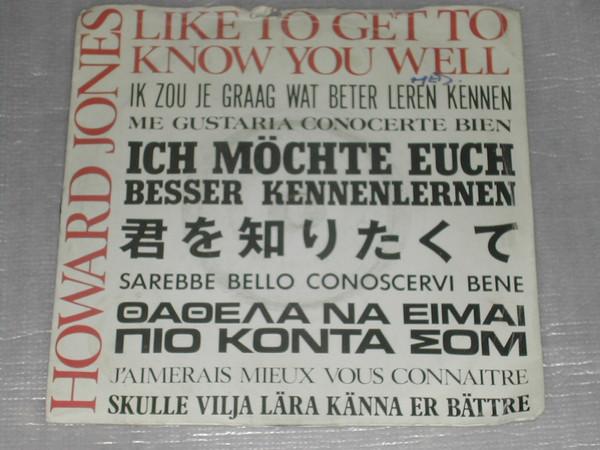 HOWARD JONES
LIKE TO GET TO
KNOW YOU WELL
IK ZOU JE GRAAG WAT BETER LEREN KENNEN
ME GUSTARIA CONOCERTE BIEN
ICH MÖCHTE EUCH
BESSER KENNENLERNEN
君を知りたくて
SAREBBE BELLO CONOSCERVI BENE
ΘΑΘΕΛΑ ΝΑ ΕΙΜΑΙ
ΠΙΟ ΚΟΝΤΑ ΣΟΜ
J'AIMERAIS MIEUX VOUS CONNAITRE
SKULLE VILJA LÄRA KÄNNA ER BÄTTRE